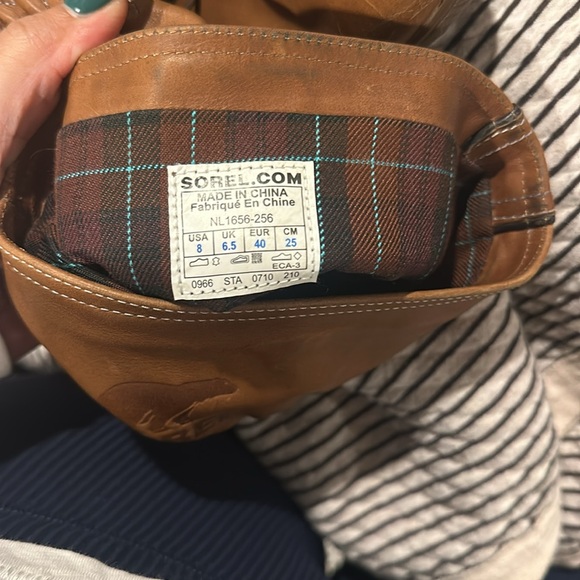 SOREL.COM
MADE IN CHINA
Fabriqué En Chine
NL1656-256
USA UK EUR CM
8 6.5 40 25
ECA-3
0966 STA 0710 210